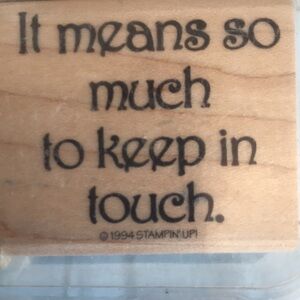 It means so
much
to keep in
touch.
© 1994 STAMPIN' UP!